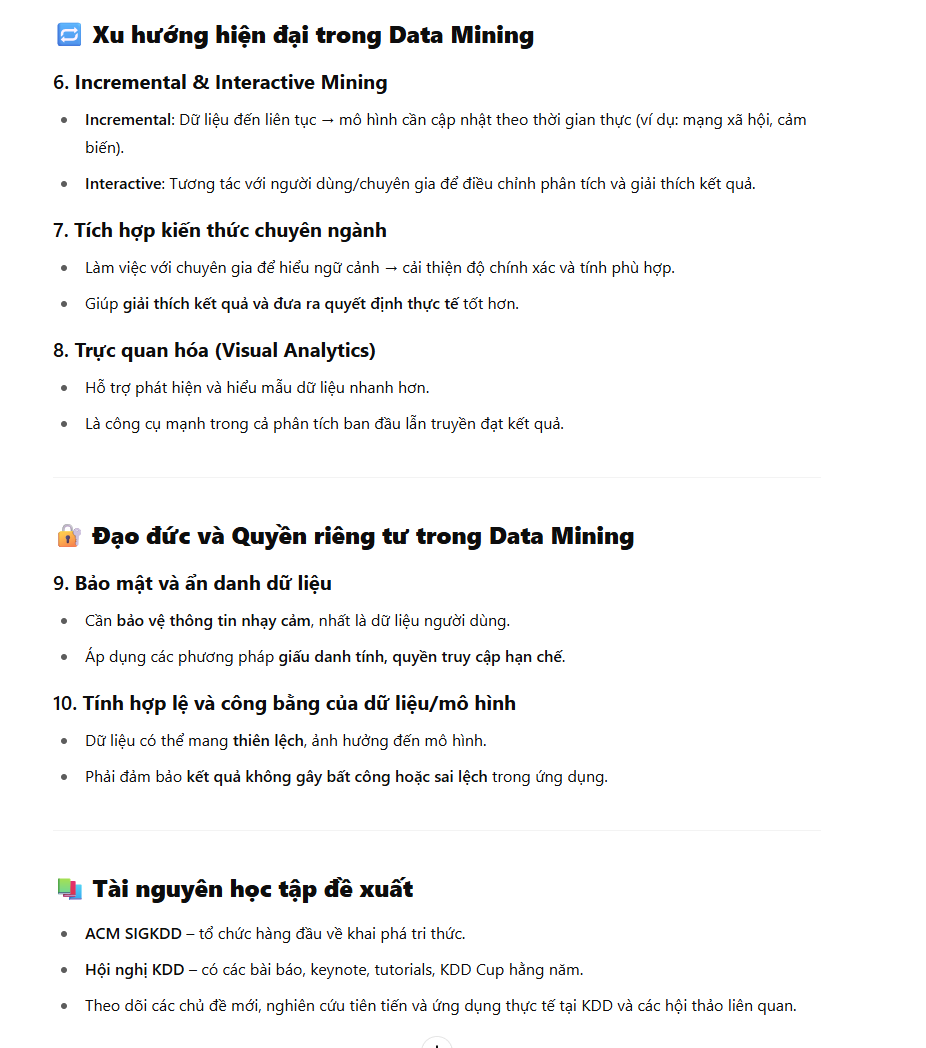 Xu hướng hiện đại trong Data Mining
6. Incremental & Interactive Mining
Incremental: Dữ liệu đến liên tục → mô hình cần cập nhật theo thời gian thực (ví dụ: mạng xã hội, cảm
biến).
Interactive: Tương tác với người dùng/chuyên gia để điều chỉnh phân tích và giải thích kết quả.
7. Tích hợp kiến thức chuyên ngành
Làm việc với chuyên gia để hiểu ngữ cảnh → cải thiện độ chính xác và tính phù hợp.
Giúp giải thích kết quả và đưa ra quyết định thực tế tốt hơn.
8. Trực quan hóa (Visual Analytics)
Hỗ trợ phát hiện và hiểu mẫu dữ liệu nhanh hơn.
Là công cụ mạnh trong cả phân tích ban đầu lẫn truyền đạt kết quả.
Đạo đức và Quyền riêng tư trong Data Mining
9. Bảo mật và ẩn danh dữ liệu
Cần bảo vệ thông tin nhạy cảm, nhất là dữ liệu người dùng.
Áp dụng các phương pháp giấu danh tính, quyền truy cập hạn chế.
10. Tính hợp lệ và công bằng của dữ liệu/mô hình
Dữ liệu có thể mang thiên lệch, ảnh hưởng đến mô hình.
Phải đảm bảo kết quả không gây bất công hoặc sai lệch trong ứng dụng.
Tài nguyên học tập đề xuất
ACM SIGKDD – tổ chức hàng đầu về khai phá tri thức.
Hội nghị KDD – có các bài báo, keynote, tutorials, KDD Cup hằng năm.
Theo dõi các chủ đề mới, nghiên cứu tiên tiến và ứng dụng thực tế tại KDD và các hội thảo liên quan.